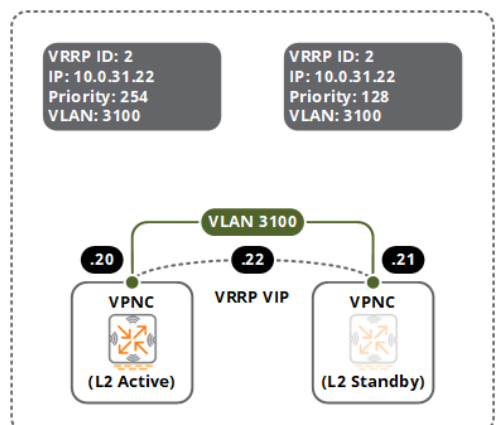 VRRP ID: 2
IP: 10.0.31.22
Priority: 254
VLAN: 3100
VRRP ID: 2
IP: 10.0.31.22
Priority: 128
VLAN: 3100
VLAN 3100
.20
.22
.21
VPNC
VRRP VIP
VPNC
(L2 Active)
(L2 Standby)